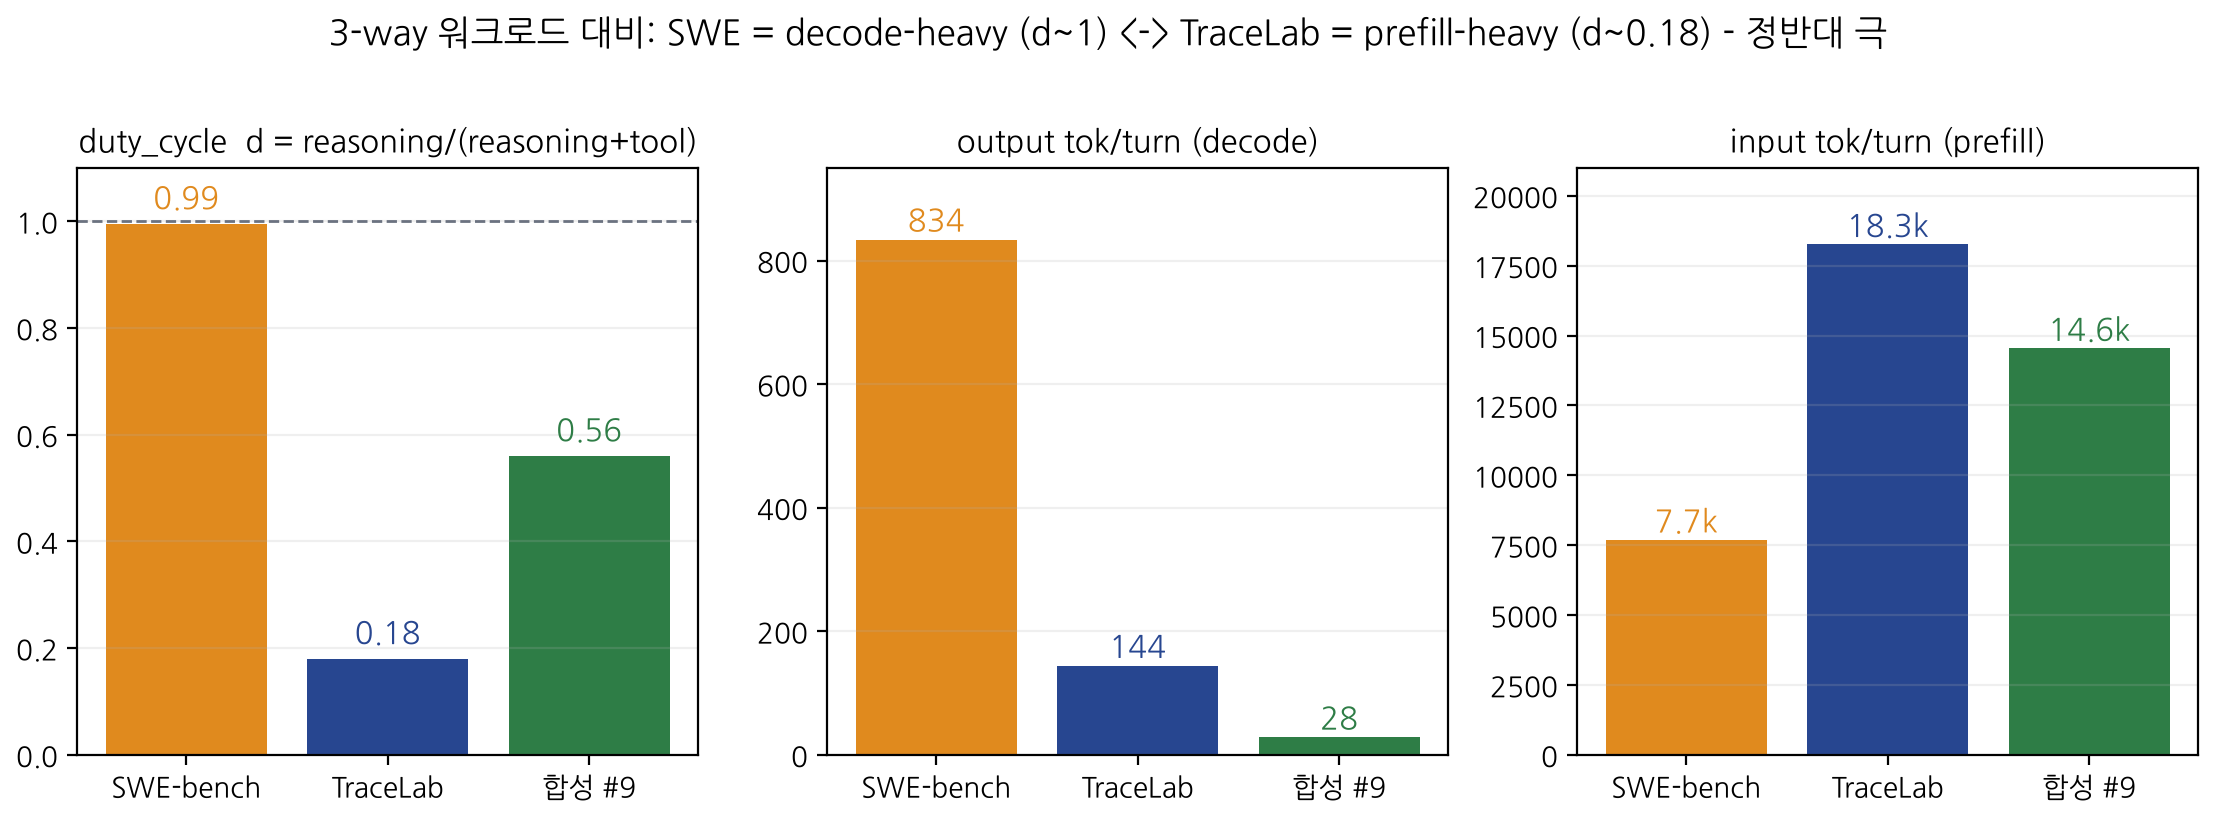 3-way 워크로드 대비: SWE = decode-heavy (d~1) <-> TraceLab = prefill-heavy (d~0.18) - 정반대 극
duty_cycle  d = reasoning/(reasoning+tool)
1.0
0.8
0.6
0.4
0.2
0.0
0.99
0.18
0.56
SWE-bench
TraceLab
합성 #9
output tok/turn (decode)
800
600
400
200
0
834
144
28
SWE-bench
TraceLab
합성 #9
input tok/turn (prefill)
20000
17500
15000
12500
10000
7500
5000
2500
0
7.7k
18.3k
14.6k
SWE-bench
TraceLab
합성 #9